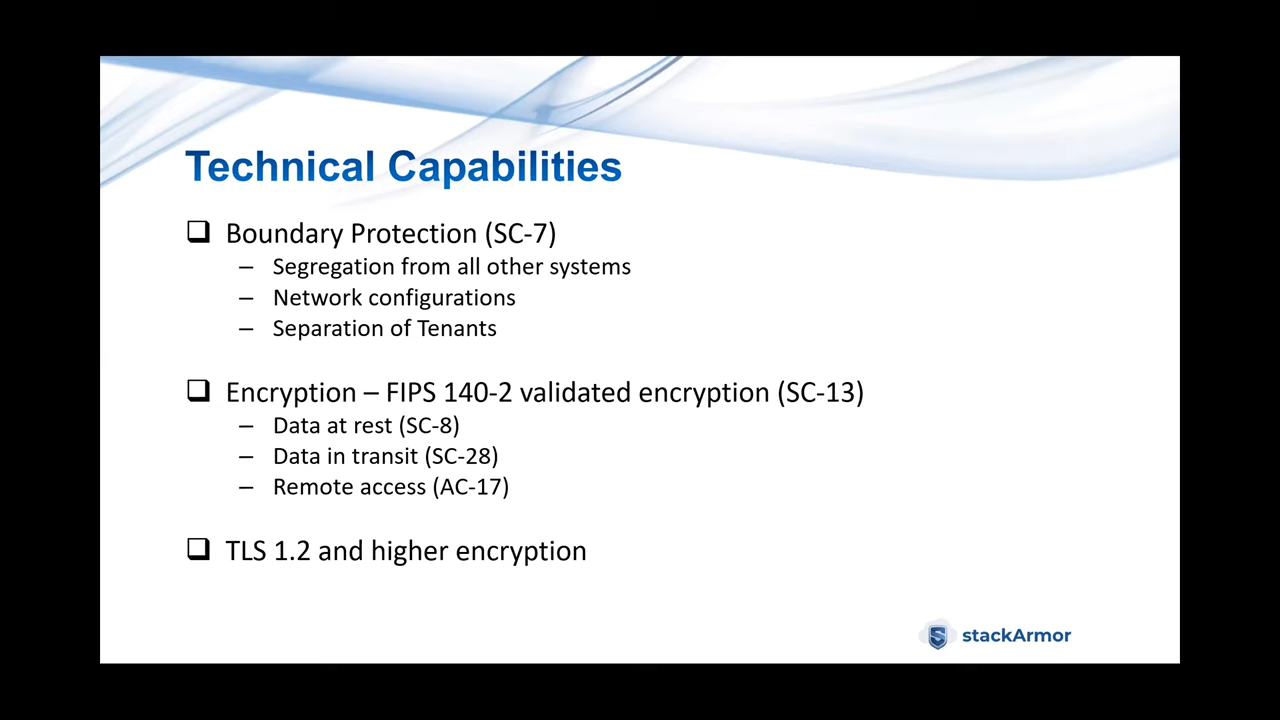 Technical Capabilities
❑ Boundary Protection (SC-7)
– Segregation from all other systems
– Network configurations
– Separation of Tenants
❑ Encryption – FIPS 140-2 validated encryption (SC-13)
– Data at rest (SC-8)
– Data in transit (SC-28)
– Remote access (AC-17)
❑ TLS 1.2 and higher encryption
stackArmor